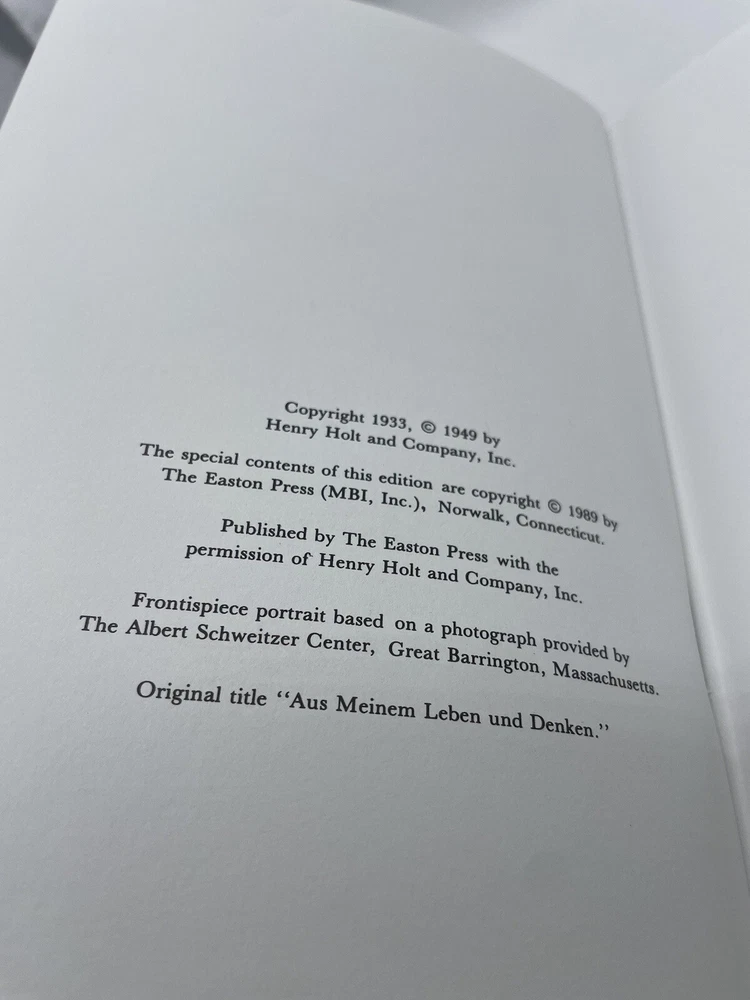 Copyright 1933, © 1949 by
Henry Holt and Company, Inc.
The special contents of this edition are copyright © 1989 by
The Easton Press (MBI, Inc.), Norwalk, Connecticut.
Published by The Easton Press with the
permission of Henry Holt and Company, Inc.
Frontispiece portrait based on a photograph provided by
The Albert Schweitzer Center, Great Barrington, Massachusetts.
Original title “Aus Meinem Leben und Denken.”